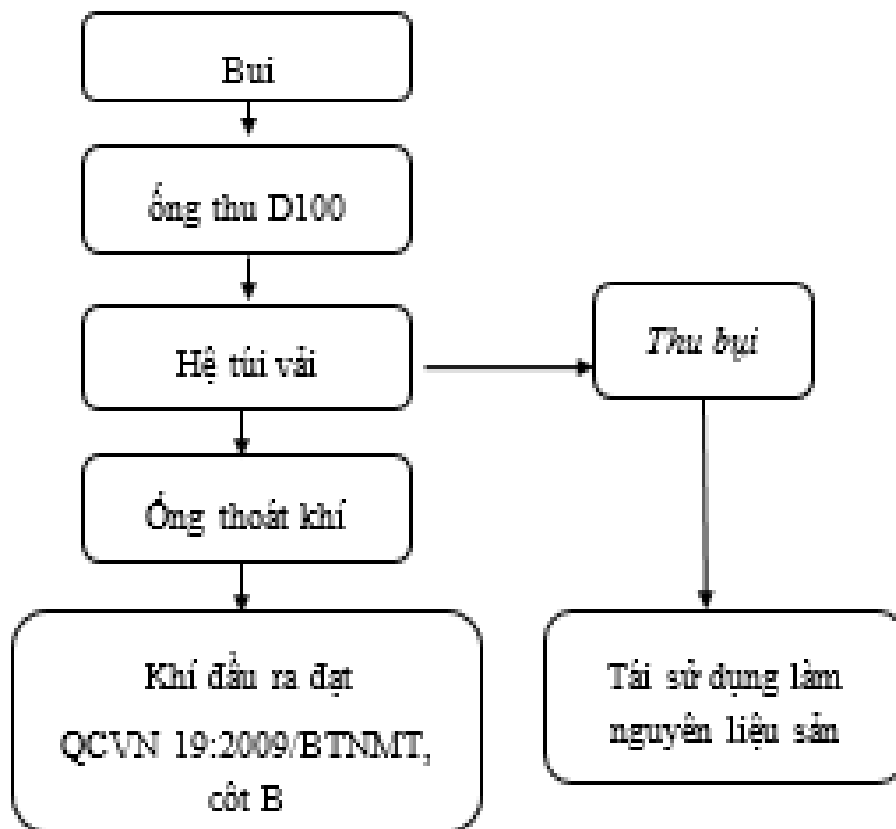 Bui
ống thu D100
Hệ túi vải
Thu bụi
Ống thoát khí
Khí đầu ra đạt
QCVN 19:2009/BTNMT,
cột B
Tái sử dụng làm
nguyên liệu sản